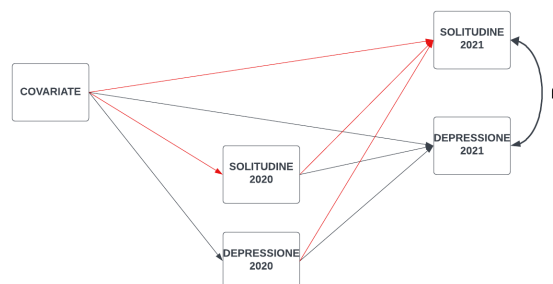 SOLITUDINE
2021
COVARIATE
DEPRESSIONE
2021
SOLITUDINE
2020
DEPRESSIONE
2020